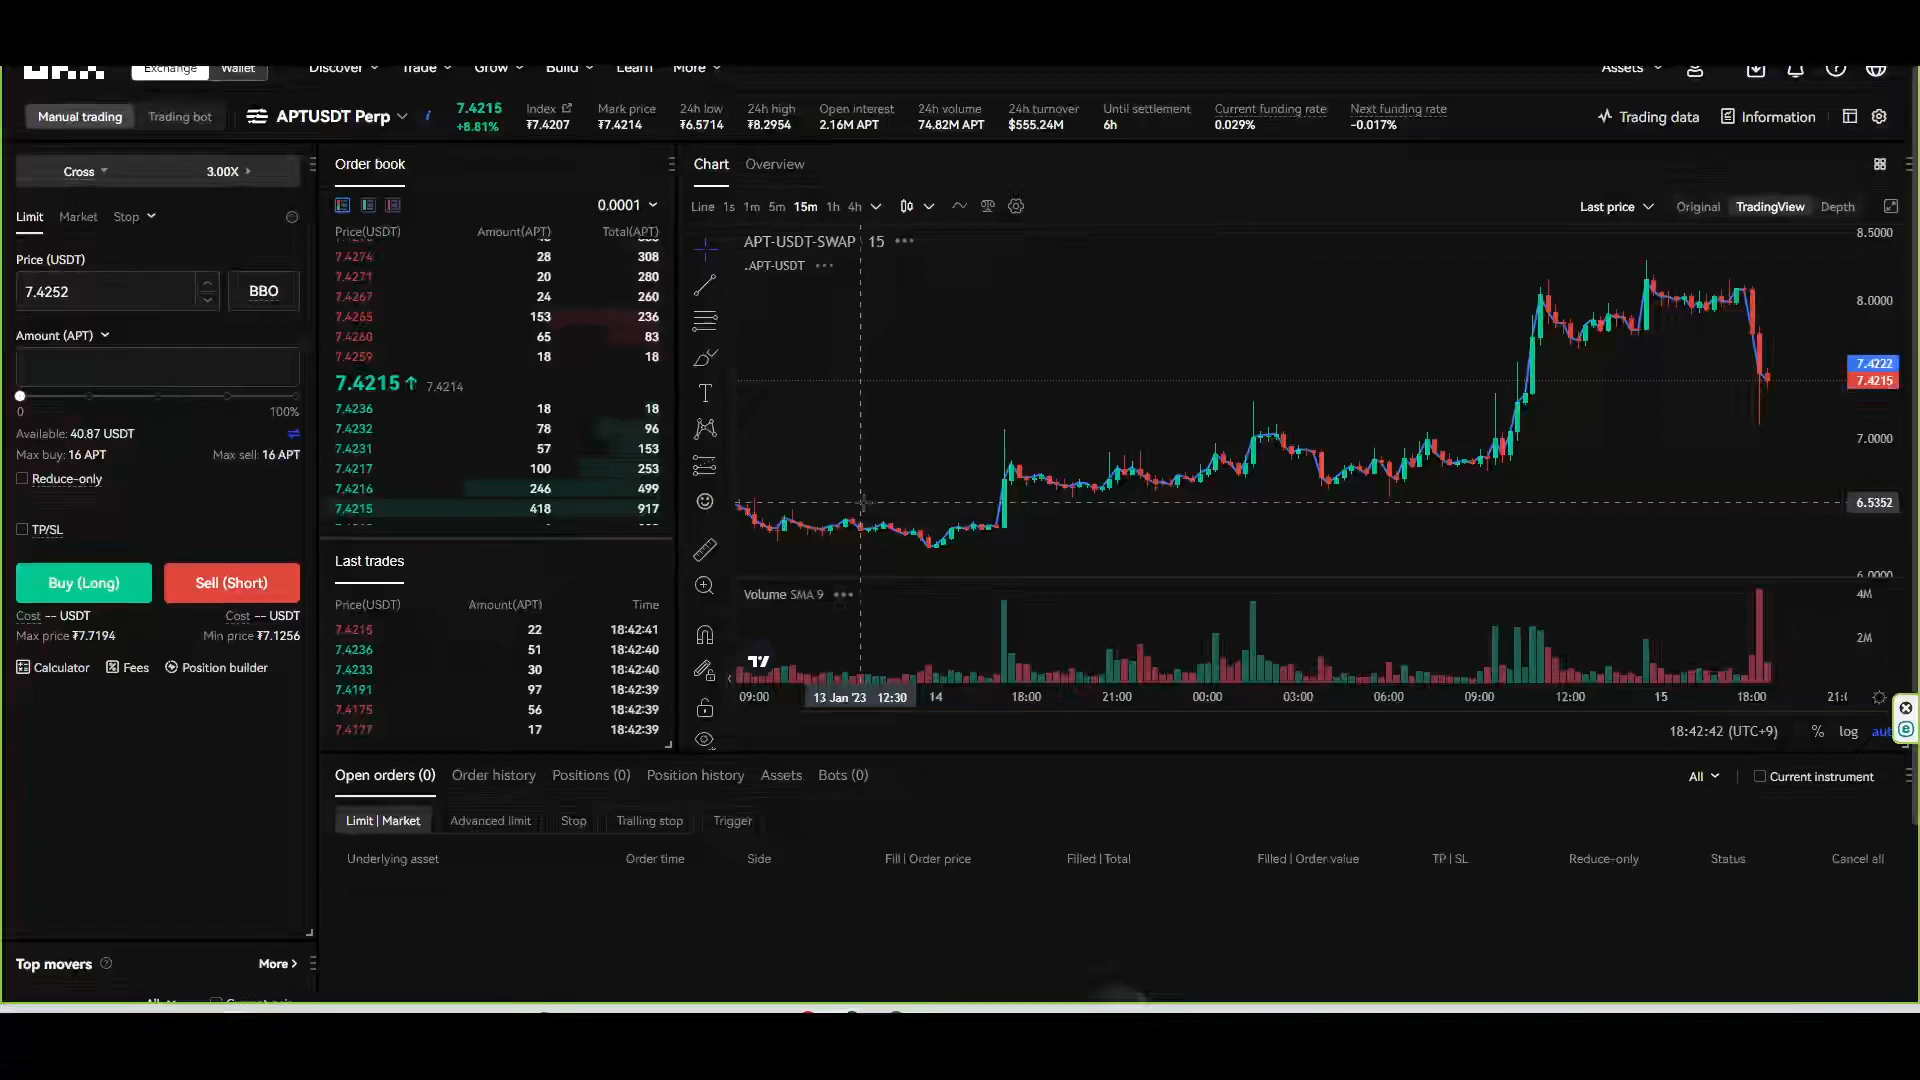 Exchange Wallet Discover Trade Grow Build Learn More Assets
Manual trading Trading bot APTUSDT Perp
7.4215
+8.81%
Index
₮7.4207
Mark price
₮7.4214
24h low
₮6.5714
24h high
₮8.2954
Open interest
2.16M APT
24h volume
74.82M APT
24h turnover
$555.24M
Until settlement
6h
Current funding rate
0.029%
Next funding rate
-0.017%
Trading data Information
Cross 3.00X
Limit Market Stop
Price (USDT)
7.4252 BBO
Amount (APT)
0 100%
Available: 40.87 USDT
Max buy: 16 APT Max sell: 16 APT
Reduce-only
TP/SL
Buy (Long) Sell (Short)
Cost -- USDT Cost -- USDT
Max price ₮7.7194 Min price ₮7.1256
Calculator Fees Position builder
Top movers More
Order book
0.0001
Price(USDT) Amount(APT) Total(APT)
7.4274 28 308
7.4271 20 280
7.4267 24 260
7.4265 153 236
7.4260 65 83
7.4259 18 18
7.4215 7.4214
7.4236 18 18
7.4232 78 96
7.4231 57 153
7.4217 100 253
7.4216 246 499
7.4215 418 917
Last trades
Price(USDT) Amount(APT) Time
7.4215 22 18:42:41
7.4236 51 18:42:40
7.4233 30 18:42:40
7.4191 97 18:42:39
7.4175 56 18:42:39
7.4177 17 18:42:39
Chart Overview
Line 1s 1m 5m 15m 1h 4h Last price Original TradingView Depth
APT-USDT-SWAP 15
.APT-USDT
8.5000
8.0000
7.4222
7.4215
7.0000
6.5352
6.0000
Volume SMA 9
4M
2M
09:00 13 Jan '23 12:30 14 18:00 21:00 00:00 03:00 06:00 09:00 12:00 15 18:00
18:42:42 (UTC+9) % log
Open orders (0) Order history Positions (0) Position history Assets Bots (0) All Current instrument
Limit | Market Advanced limit Stop Trailing stop Trigger
Underlying asset Order time Side Fill | Order price Filled | Total Filled | Order value TP | SL Reduce-only Status Cancel all